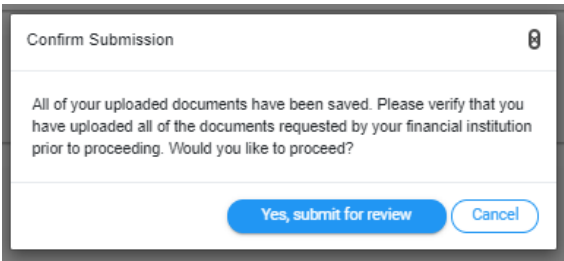 Confirm Submission
All of your uploaded documents have been saved. Please verify that you
have uploaded all of the documents requested by your financial institution
prior to proceeding. Would you like to proceed?
Yes, submit for review
Cancel